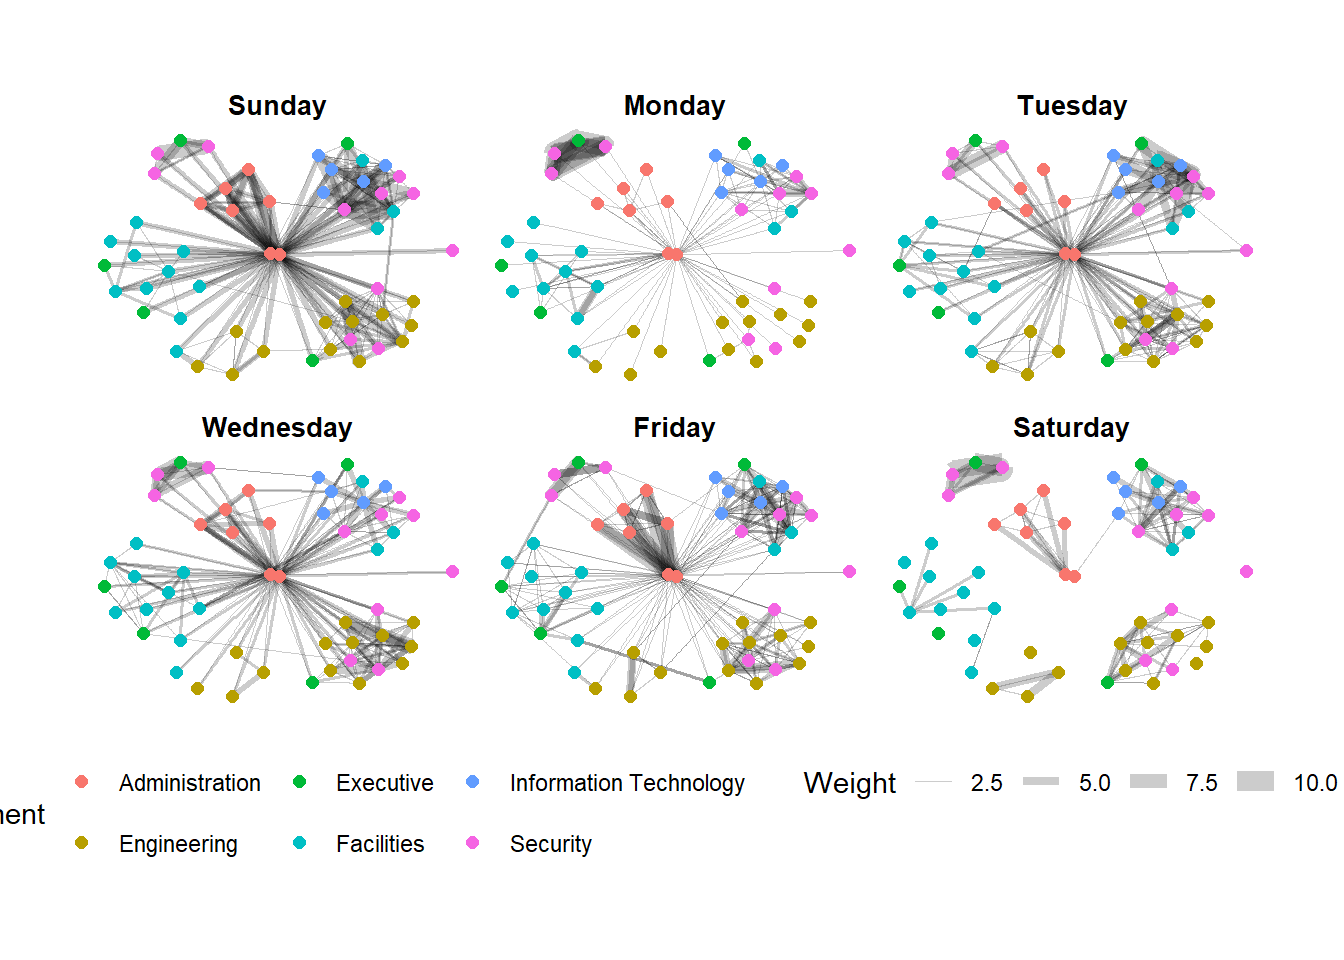 Sunday Monday Tuesday
Wednesday Friday Saturday
Administration Executive Information Technology Weight 2.5 5.0 7.5 10.0
Engineering Facilities Security